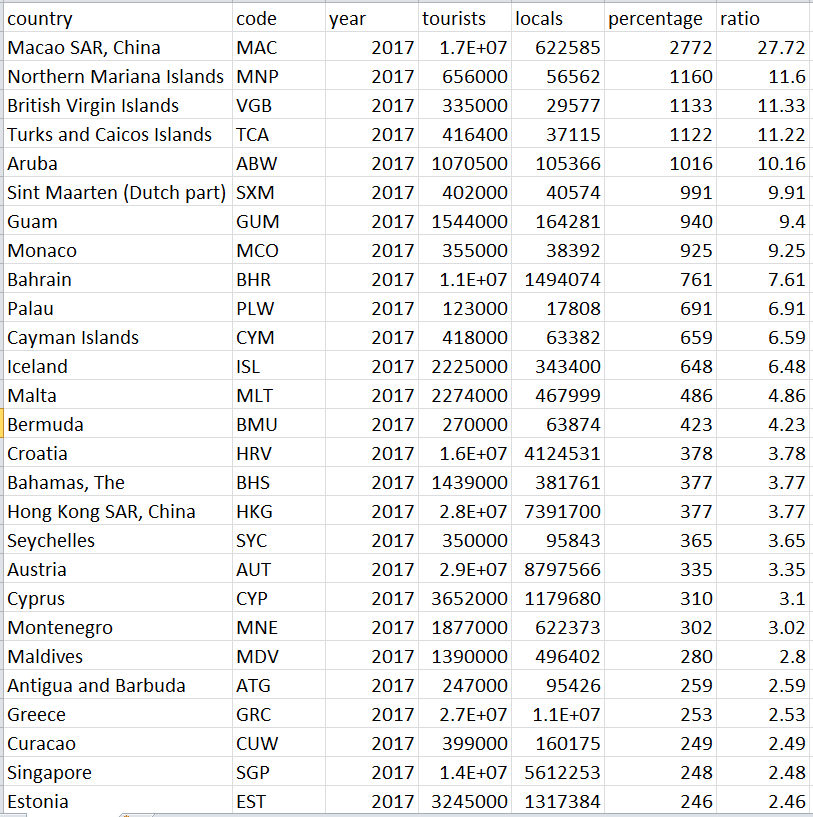 country code year tourists locals percentage ratio
Macao SAR, China MAC 2017 1.7E+07 622585 2772 27.72
Northern Mariana Islands MNP 2017 656000 56562 1160 11.6
British Virgin Islands VGB 2017 335000 29577 1133 11.33
Turks and Caicos Islands TCA 2017 416400 37115 1122 11.22
Aruba ABW 2017 1070500 105366 1016 10.16
Sint Maarten (Dutch part) SXM 2017 402000 40574 991 9.91
Guam GUM 2017 1544000 164281 940 9.4
Monaco MCO 2017 355000 38392 925 9.25
Bahrain BHR 2017 1.1E+07 1494074 761 7.61
Palau PLW 2017 123000 17808 691 6.91
Cayman Islands CYM 2017 418000 63382 659 6.59
Iceland ISL 2017 2225000 343400 648 6.48
Malta MLT 2017 2274000 467999 486 4.86
Bermuda BMU 2017 270000 63874 423 4.23
Croatia HRV 2017 1.6E+07 4124531 378 3.78
Bahamas, The BHS 2017 1439000 381761 377 3.77
Hong Kong SAR, China HKG 2017 2.8E+07 7391700 377 3.77
Seychelles SYC 2017 350000 95843 365 3.65
Austria AUT 2017 2.9E+07 8797566 335 3.35
Cyprus CYP 2017 3652000 1179680 310 3.1
Montenegro MNE 2017 1877000 622373 302 3.02
Maldives MDV 2017 1390000 496402 280 2.8
Antigua and Barbuda ATG 2017 247000 95426 259 2.59
Greece GRC 2017 2.7E+07 1.1E+07 253 2.53
Curacao CUW 2017 399000 160175 249 2.49
Singapore SGP 2017 1.4E+07 5612253 248 2.48
Estonia EST 2017 3245000 1317384 246 2.46